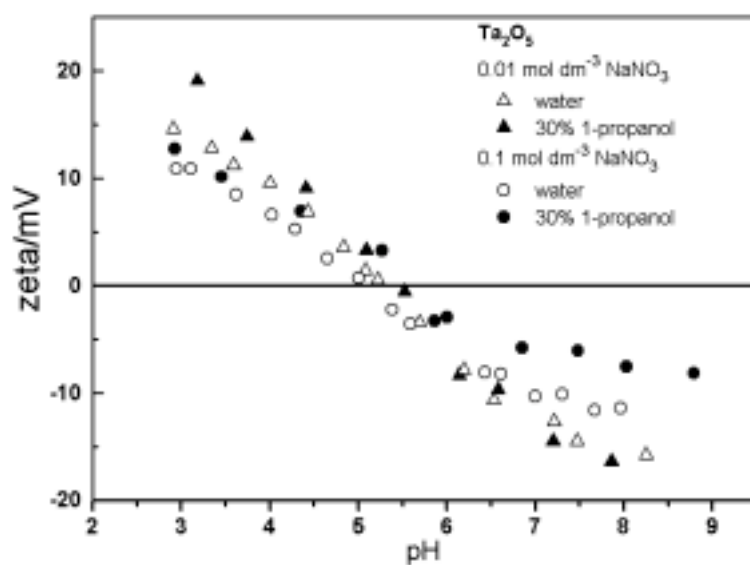 Ta₂O₅
0.01 mol dm⁻³ NaNO₃
water
30% 1-propanol
0.1 mol dm⁻³ NaNO₃
water
30% 1-propanol
zeta/mV
20
10
0
-10
-20
2 3 4 5 6 7 8 9
pH